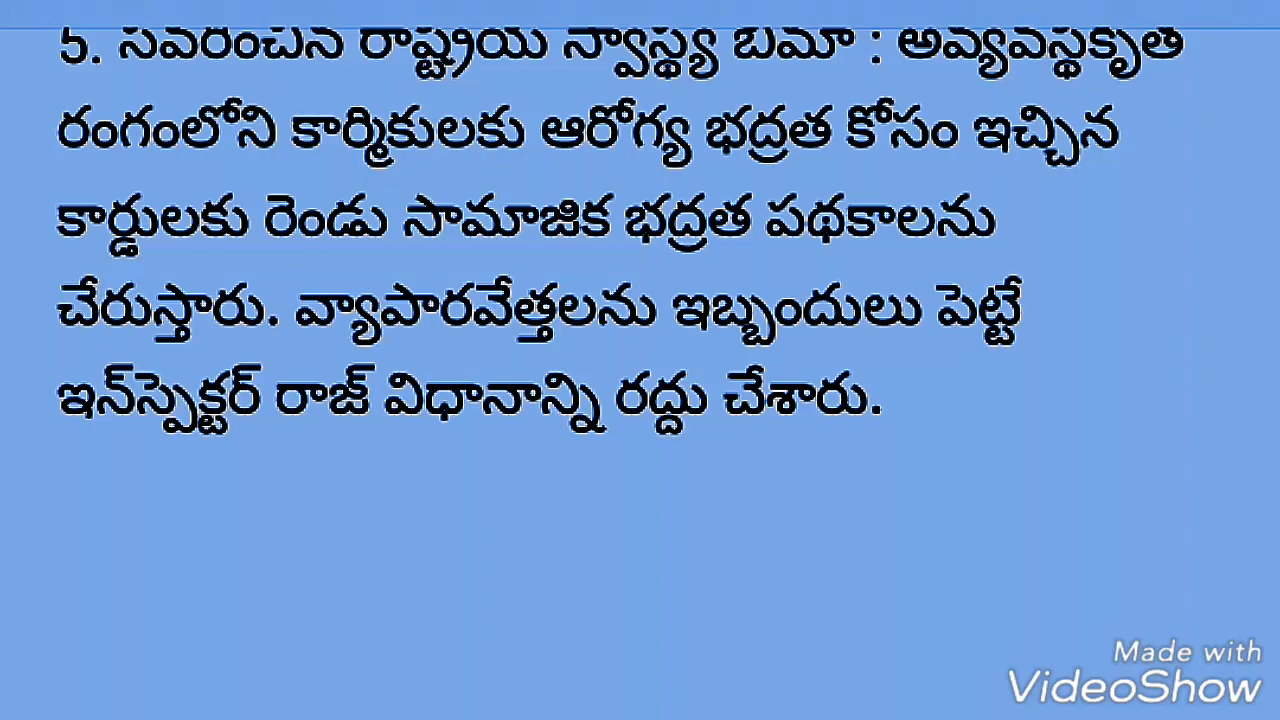 5. సవరించిన రాష్ట్రీయ స్వాస్థ్య బీమా : అవ్యవస్థీకృత
రంగంలోని కార్మికులకు ఆరోగ్య భద్రత కోసం ఇచ్చిన
కార్డులకు రెండు సామాజిక భద్రత పథకాలను
చేరుస్తారు. వ్యాపారవేత్తలను ఇబ్బందులు పెట్టే
ఇన్‌స్పెక్టర్ రాజ్ విధానాన్ని రద్దు చేశారు.
Made with
VideoShow